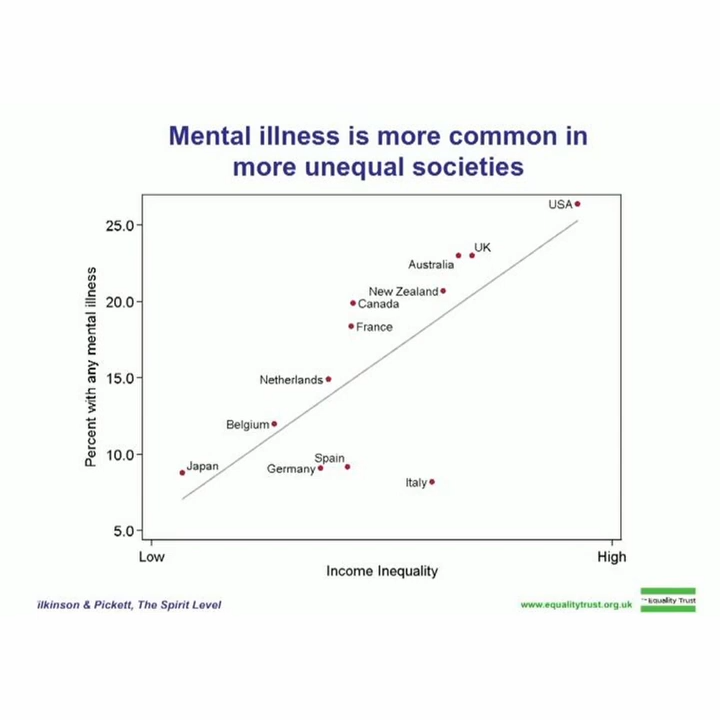 Mental illness is more common in
more unequal societies
Percent with any mental illness
25.0
20.0
15.0
10.0
5.0
USA
UK
Australia
New Zealand
Canada
France
Netherlands
Belgium
Spain
Japan
Germany
Italy
Low
High
Income Inequality
ilkinson & Pickett, The Spirit Level
www.equalitytrust.org.uk
The Equality Trust